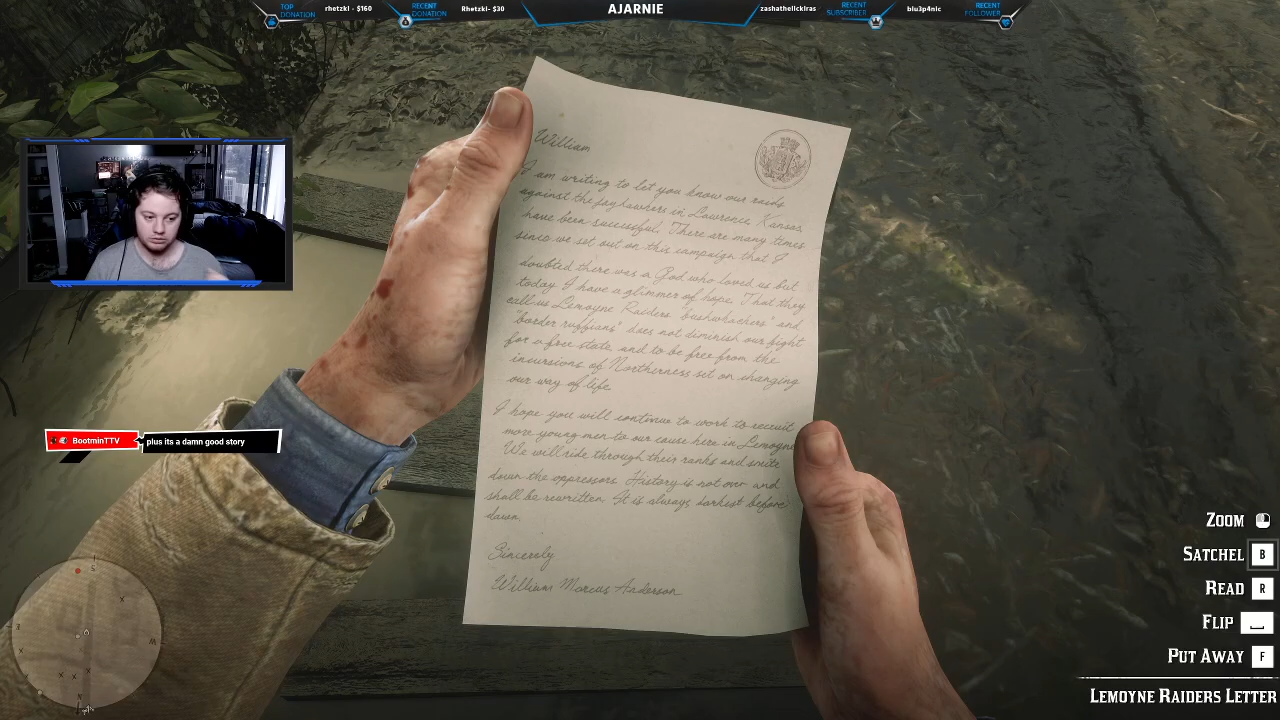 TOP
DONATION
rhetzki - $160
RECENT
DONATION
Rhetzki- $30
AJARNIE
zashathelickiras
RECENT
SUBSCRIBER
blu3p4nic
RECENT
FOLLOWER
William
I am writing to let you know our raids
against the Jayhawkers in Lawrence, Kansas,
have been successful. There are many times
since we set out on this campaign that I
doubted there was a God who loved us but
today I have a glimmer of hope. That they
call us Lemoyne Raiders "bushwhackers" and
"border ruffians" does not diminish our fight
for a free state and to be free from the
incursions of Northerners set on changing
our way of life
I hope you will continue to work to recruit
more young men to our cause here in Lemoyne
We will ride through their ranks and smite
down the oppressors. History is not over and
shall be rewritten. It is always darkest before
dawn.
Sincerely
William Marcus Anderson
BootminTTV
plus its a damn good story
S
E
W
N
ZOOM
SATCHEL B
READ R
FLIP
PUT AWAY F
LEMOYNE RAIDERS LETTER